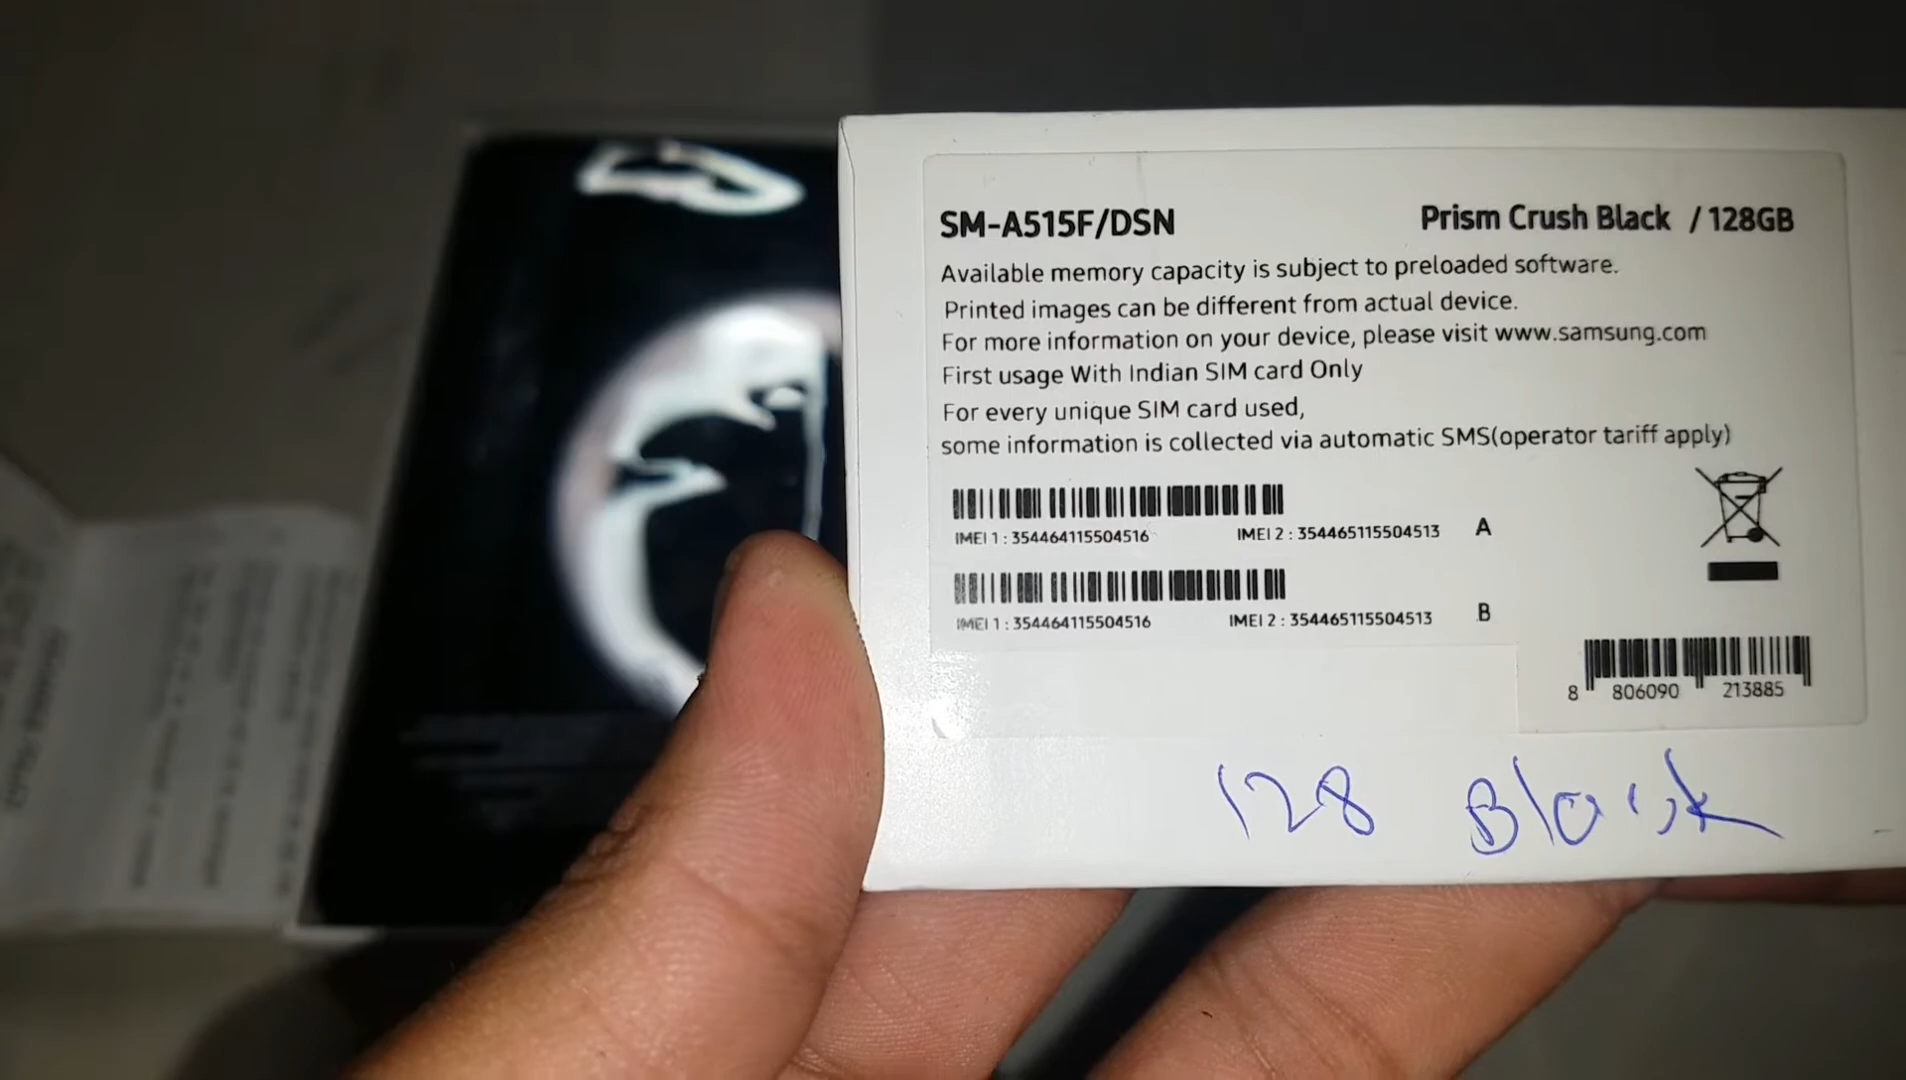 SM-A515F/DSN Prism Crush Black / 128GB
Available memory capacity is subject to preloaded software.
Printed images can be different from actual device.
For more information on your device, please visit www.samsung.com
First usage With Indian SIM card Only
For every unique SIM card used,
some information is collected via automatic SMS(operator tariff apply)
IMEI 1 : 354464115504516 IMEI 2 : 354465115504513 A
IMEI 1 : 354464115504516 IMEI 2 : 354465115504513 B
8 806090 213885
128 Black